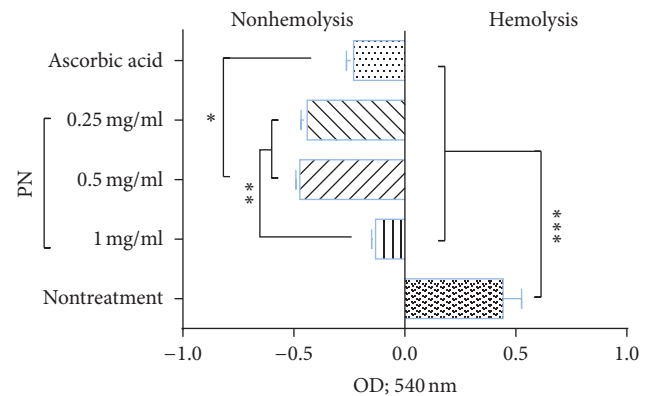 Nonhemolysis
Hemolysis
Ascorbic acid
0.25 mg/ml
0.5 mg/ml
1 mg/ml
Nontreatment
PN
*
**
***
−1.0
−0.5
0.0
0.5
1.0
OD; 540 nm